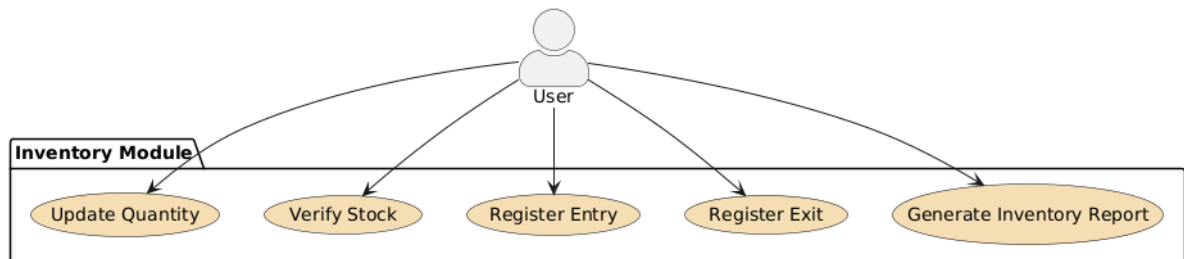 User
Inventory Module
Update Quantity
Verify Stock
Register Entry
Register Exit
Generate Inventory Report